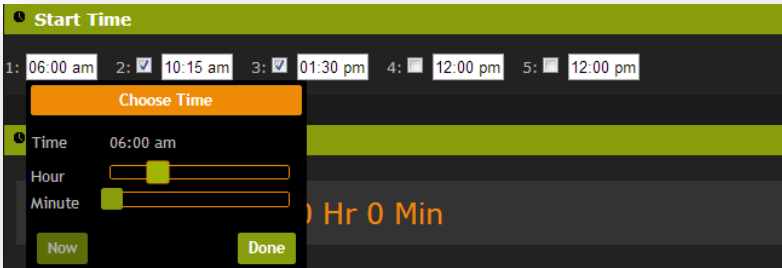 Start Time
1: 06:00 am 2: 10:15 am 3: 01:30 pm 4: 12:00 pm 5: 12:00 pm
Choose Time
Time 06:00 am
Hour
Minute
Hr 0 Min
Now Done